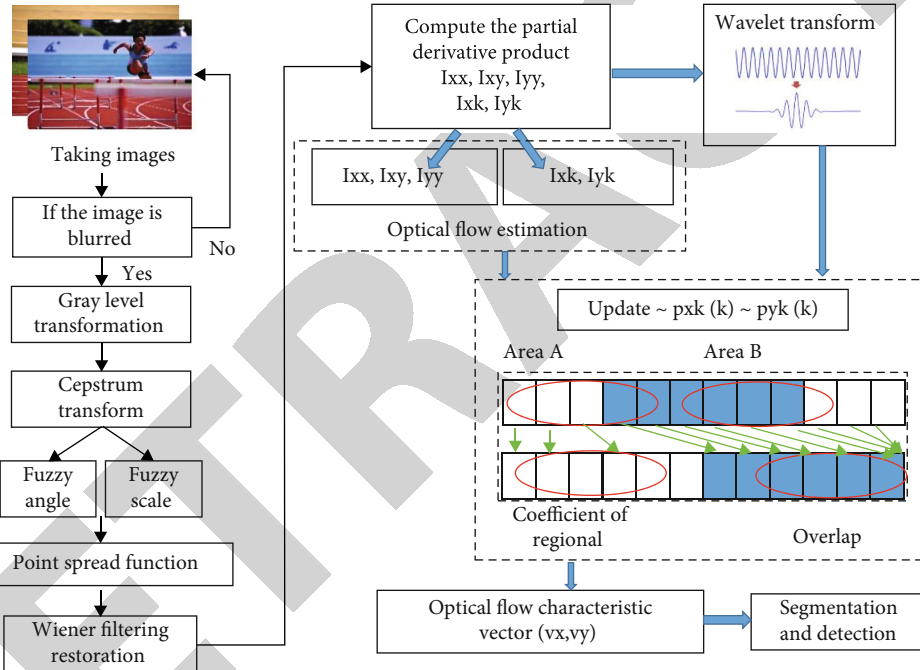 Taking images
If the image is
blurred
No
Yes
Gray level
transformation
Cepstrum
transform
Fuzzy
angle
Fuzzy
scale
Point spread function
Wiener filtering
restoration
Compute the partial
derivative product
Ixx, Ixy, Iyy,
Ixk, Iyk
Wavelet transform
Ixx, Ixy, Iyy
Ixk, Iyk
Optical flow estimation
Update ~ pxk (k) ~ pyk (k)
Area A
Area B
Coefficient of
regional
Overlap
Optical flow characteristic
vector (vx,vy)
Segmentation
and detection